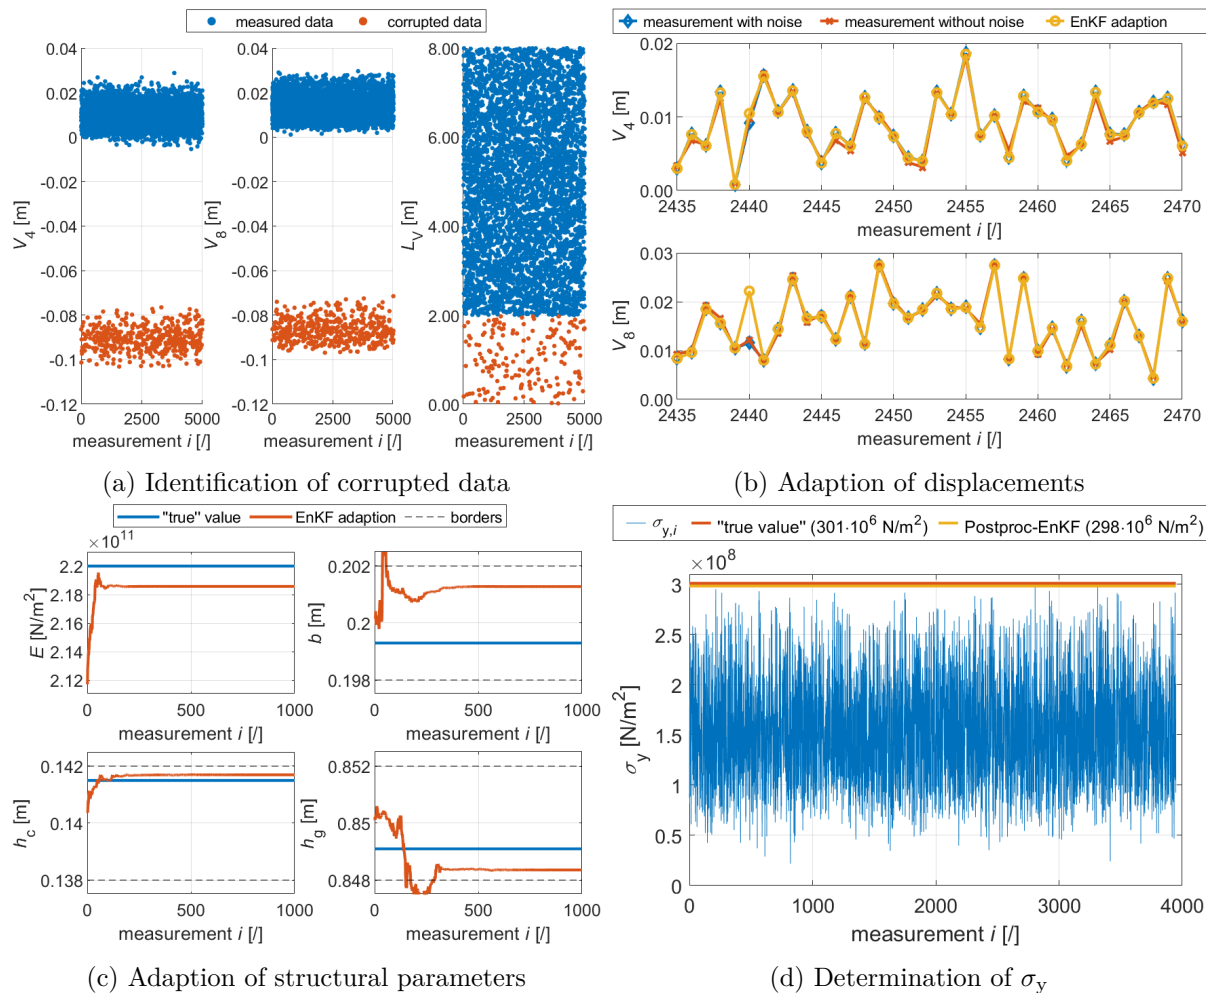 measured data corrupted data
0.04
0.02
0
-0.02
-0.04
-0.06
-0.08
-0.1
-0.12
V4 [m]
0 2500 5000
measurement i [/]
0.04
0.02
0
-0.02
-0.04
-0.06
-0.08
-0.1
-0.12
V8 [m]
0 2500 5000
measurement i [/]
8.00
6.00
4.00
2.00
0.00
LV [m]
0 2500 5000
measurement i [/]
(a) Identification of corrupted data
measurement with noise measurement without noise EnKF adaption
0.02
0.01
0.00
V4 [m]
2435 2440 2445 2450 2455 2460 2465 2470
measurement i [/]
0.03
0.02
0.01
0.00
V8 [m]
2435 2440 2445 2450 2455 2460 2465 2470
measurement i [/]
(b) Adaption of displacements
"true" value EnKF adaption borders
×10^11
2.2
2.18
2.16
2.14
2.12
E [N/m²]
0 500 1000
measurement i [/]
0.202
0.2
0.198
b [m]
0 500 1000
measurement i [/]
0.142
0.14
0.138
hc [m]
0 500 1000
measurement i [/]
0.852
0.85
0.848
hg [m]
0 500 1000
measurement i [/]
(c) Adaption of structural parameters
σy,i "true value" (301·10^6 N/m²) Postproc-EnKF (298·10^6 N/m²)
×10^8
3
2.5
2
1.5
1
0.5
0
σy [N/m²]
0 1000 2000 3000 4000
measurement i [/]
(d) Determination of σy